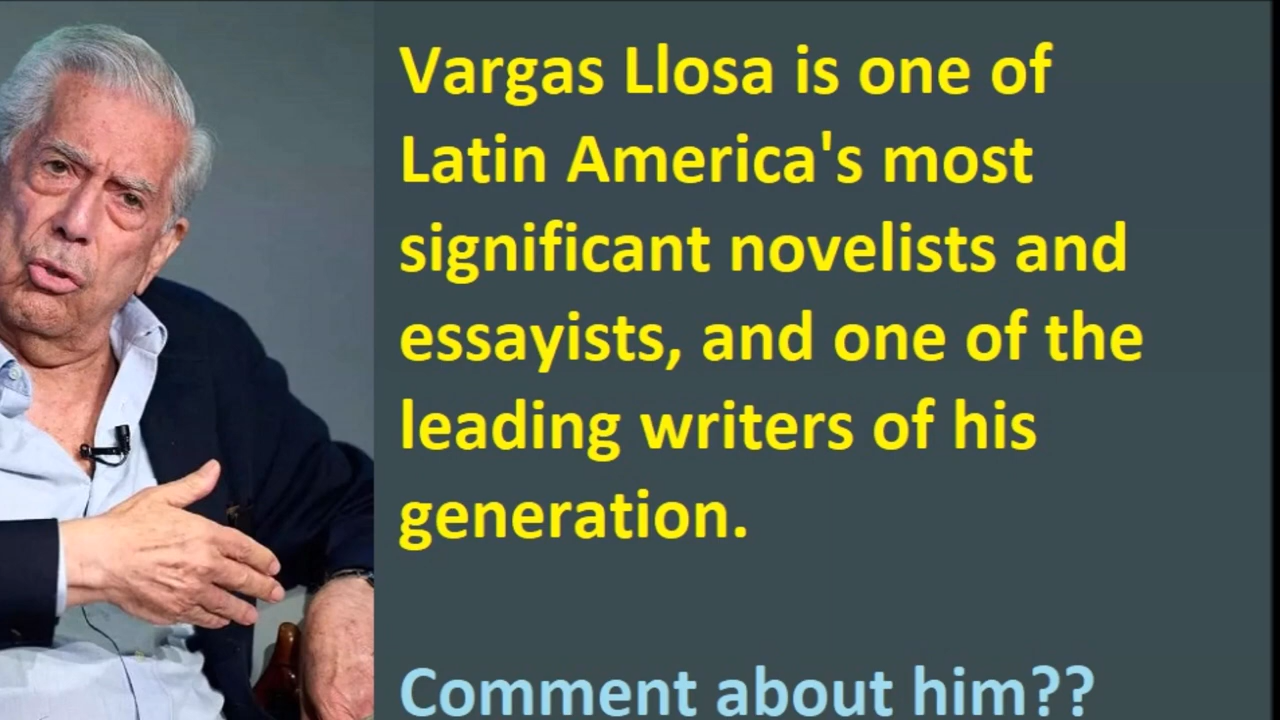 Vargas Llosa is one of
Latin America's most
significant novelists and
essayists, and one of the
leading writers of his
generation.
Comment about him??